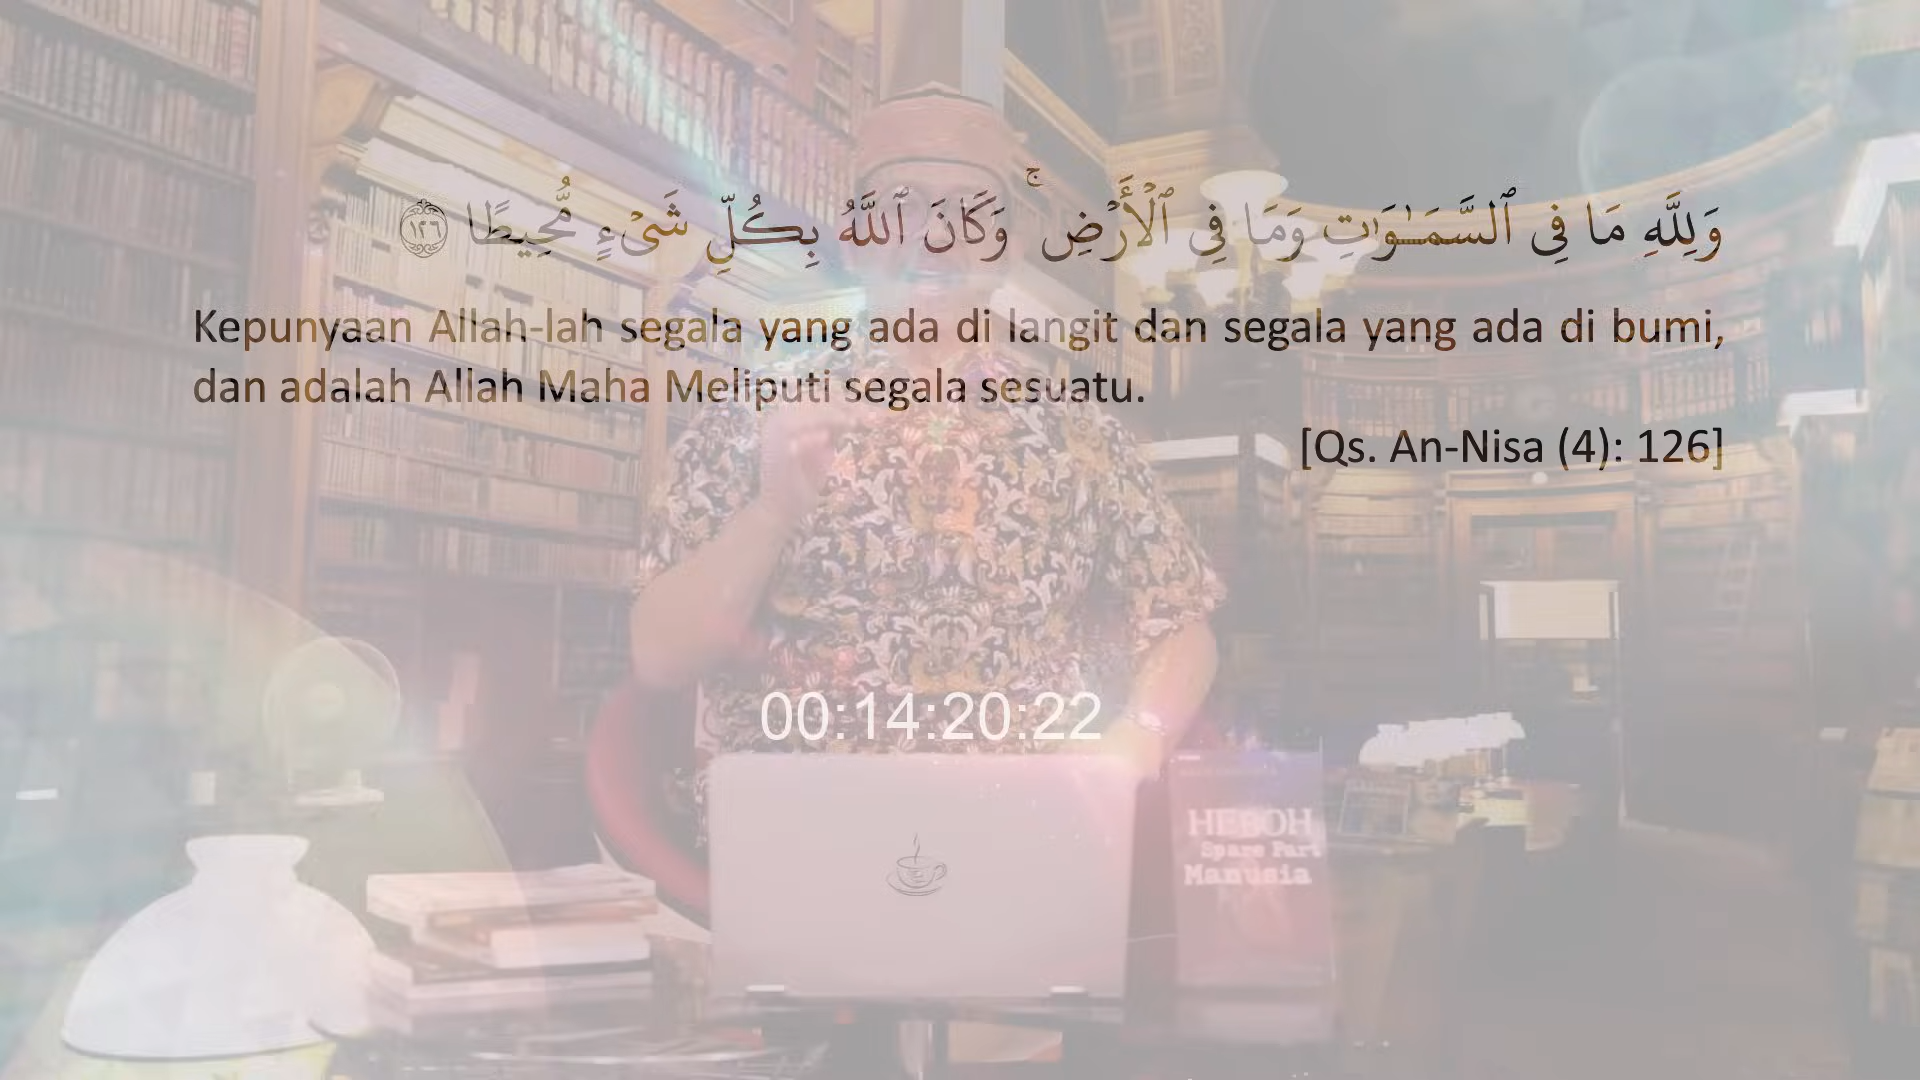 وَلِلَّهِ مَا فِى ٱلسَّمَـٰوَٰتِ وَمَا فِى ٱلْأَرْضِ ۚ وَكَانَ ٱللَّهُ بِكُلِّ شَىْءٍ مُّحِيطًا ١٢٦
Kepunyaan Allah-lah segala yang ada di langit dan segala yang ada di bumi,
dan adalah Allah Maha Meliputi segala sesuatu.
[Qs. An-Nisa (4): 126]
00:14:20:22
HEBOH
Spare Part
Manusia